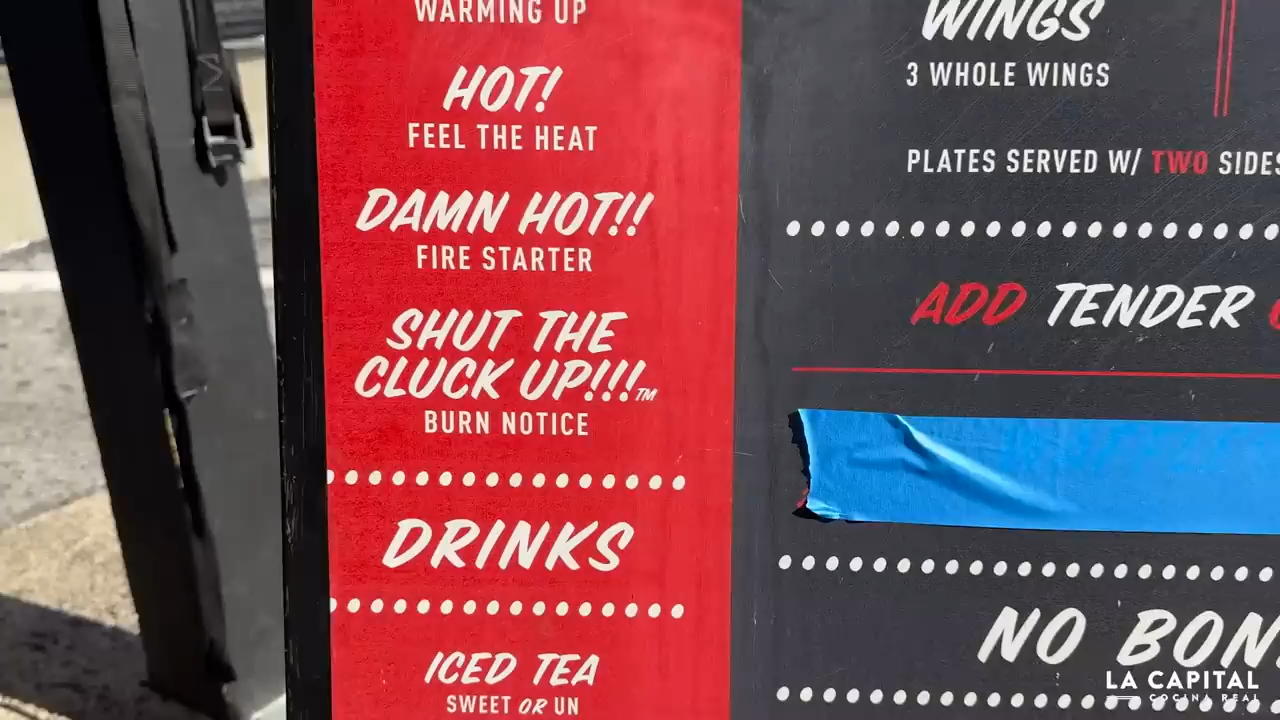 WARMING UP
HOT!
FEEL THE HEAT
DAMN HOT!!
FIRE STARTER
SHUT THE
CLUCK UP!!!™
BURN NOTICE
DRINKS
ICED TEA
SWEET OR UN
WINGS
3 WHOLE WINGS
PLATES SERVED W/ TWO SIDES
ADD TENDER
NO BON
LA CAPITAL
COCINA REAL